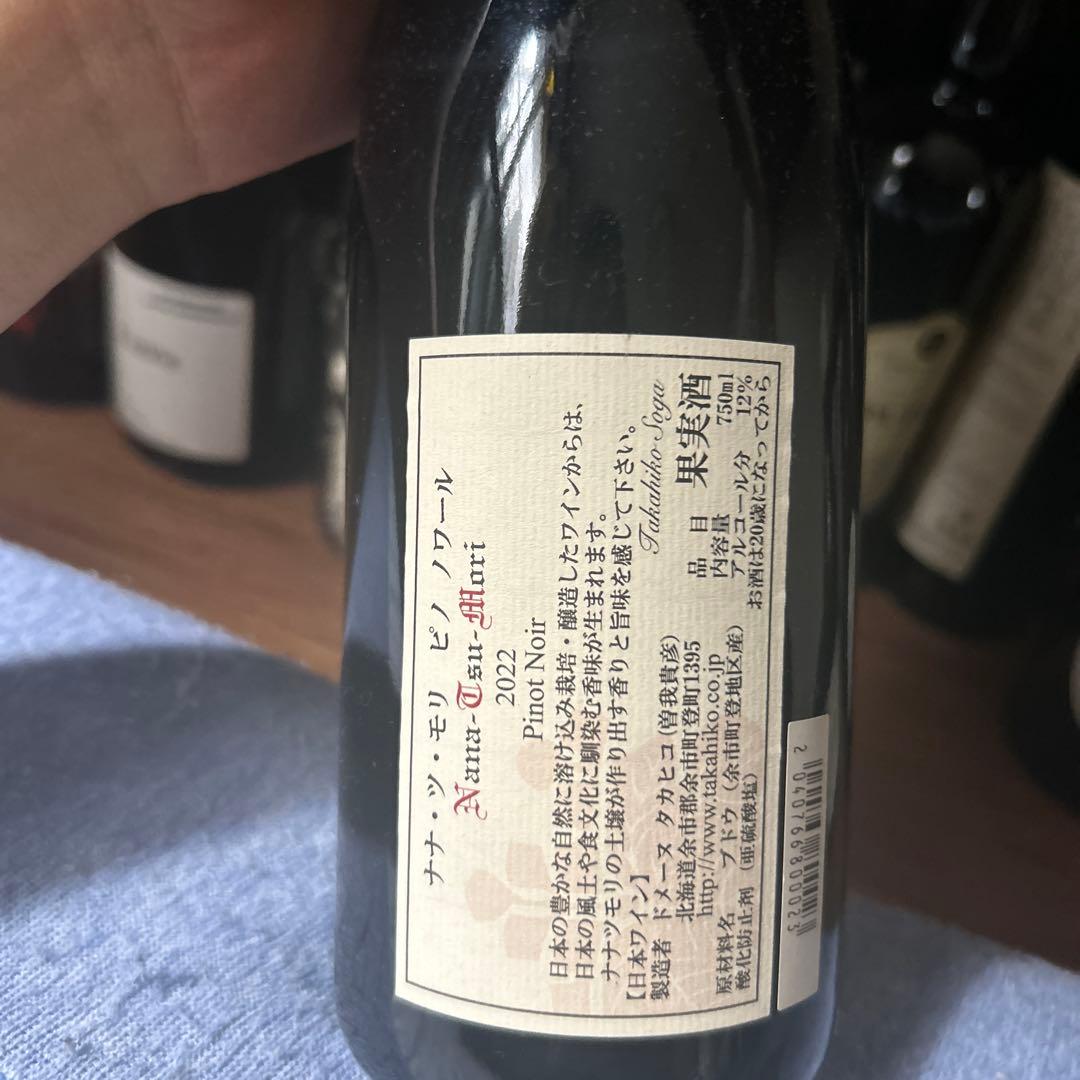 ナナ・ツ・モリ ピノ ノワール
Nana-Tsu-Mori
2022
Pinot Noir
日本の豊かな自然に溶け込み栽培・醸造したワインからは、
日本の風土や食文化に馴染む香味が生まれます。
ナナツモリの土壌が作り出す香りと旨味を感じて下さい。
Takahiko Soga
【日本ワイン】
製造者 ドメーヌ タカヒコ(曽我貴彦)
北海道余市郡余市町登町1395
http://www.takahiko.co.jp
原材料名 ブドウ(余市町登地区産)
酸化防止剤(亜硫酸塩)
品目 果実酒
内容量 750ml
アルコール分 12%
お酒は20歳になってから
2 040766 800023